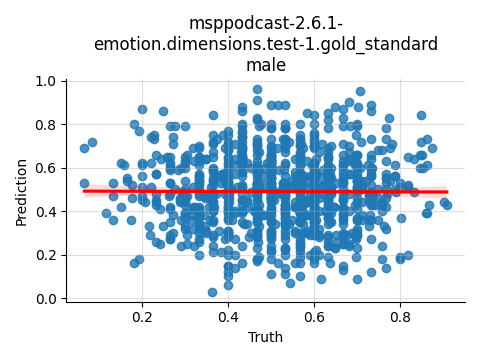 msppodcast-2.6.1-
emotion.dimensions.test-1.gold_standard
male
1.0
0.8
0.6
0.4
0.2
0.0
Prediction
0.2 0.4 0.6 0.8
Truth